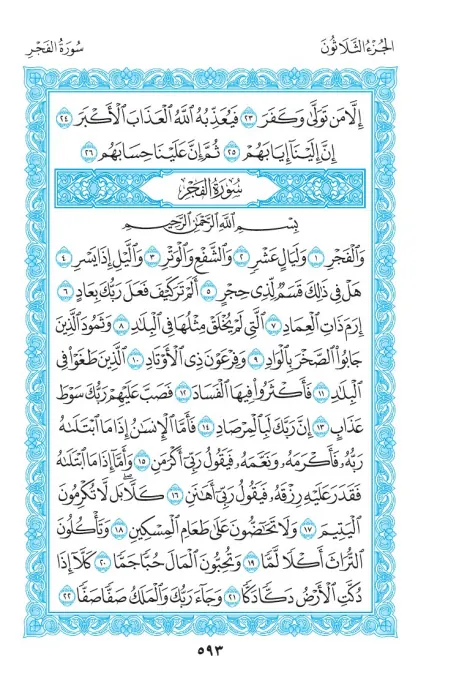 الجزء الثلاثون
سورة الفجر
إِلَّا مَن تَوَلَّىٰ وَكَفَرَ ٢٣ فَيُعَذِّبُهُ ٱللَّهُ ٱلْعَذَابَ ٱلْأَكْبَرَ ٢٤
إِنَّ إِلَيْنَآ إِيَابَهُمْ ٢٥ ثُمَّ إِنَّ عَلَيْنَا حِسَابَهُم ٢٦
سُورَةُ الفَجْرِ
بِسْمِ ٱللَّهِ ٱلرَّحْمَٰنِ ٱلرَّحِيمِ
وَٱلْفَجْرِ ١ وَلَيَالٍ عَشْرٍ ٢ وَٱلشَّفْعِ وَٱلْوَتْرِ ٣ وَٱلَّيْلِ إِذَا يَسْرِ ٤
هَلْ فِى ذَٰلِكَ قَسَمٌ لِّذِى حِجْرٍ ٥ أَلَمْ تَرَ كَيْفَ فَعَلَ رَبُّكَ بِعَادٍ ٦
إِرَمَ ذَاتِ ٱلْعِمَادِ ٧ ٱلَّتِى لَمْ يُخْلَقْ مِثْلُهَا فِى ٱلْبِلَٰدِ ٨ وَثَمُودَ ٱلَّذِينَ
جَابُوا۟ ٱلصَّخْرَ بِٱلْوَادِ ٩ وَفِرْعَوْنَ ذِى ٱلْأَوْتَادِ ١٠ ٱلَّذِينَ طَغَوْا۟ فِى
ٱلْبِلَٰدِ ١١ فَأَكْثَرُوا۟ فِيهَا ٱلْفَسَادَ ١٢ فَصَبَّ عَلَيْهِمْ رَبُّكَ سَوْطَ
عَذَابٍ ١٣ إِنَّ رَبَّكَ لَبِٱلْمِرْصَادِ ١٤ فَأَمَّا ٱلْإِنسَٰنُ إِذَا مَا ٱبْتَلَىٰهُ
رَبُّهُۥ فَأَكْرَمَهُۥ وَنَعَّمَهُۥ فَيَقُولُ رَبِّىٓ أَكْرَمَنِ ١٥ وَأَمَّآ إِذَا مَا ٱبْتَلَىٰهُ
فَقَدَرَ عَلَيْهِ رِزْقَهُۥ فَيَقُولُ رَبِّىٓ أَهَٰنَنِ ١٦ كَلَّا ۖ بَل لَّا تُكْرِمُونَ
ٱلْيَتِيمَ ١٧ وَلَا تَحَٰٓضُّونَ عَلَىٰ طَعَامِ ٱلْمِسْكِينِ ١٨ وَتَأْكُلُونَ
ٱلتُّرَاثَ أَكْلًا لَّمًّا ١٩ وَتُحِبُّونَ ٱلْمَالَ حُبًّا جَمًّا ٢٠ كَلَّآ إِذَا
دُكَّتِ ٱلْأَرْضُ دَكًّا دَكًّا ٢١ وَجَآءَ رَبُّكَ وَٱلْمَلَكُ صَفًّا صَفًّا ٢٢
٥٩٣